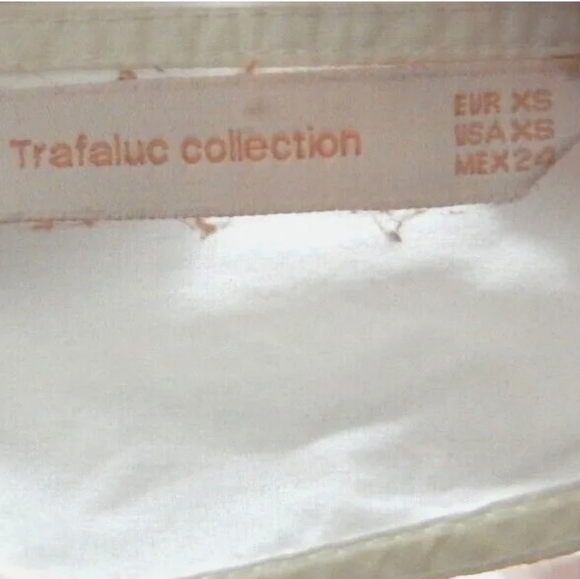 Trafaluc collection
EUR XS
USA XS
MEX 24